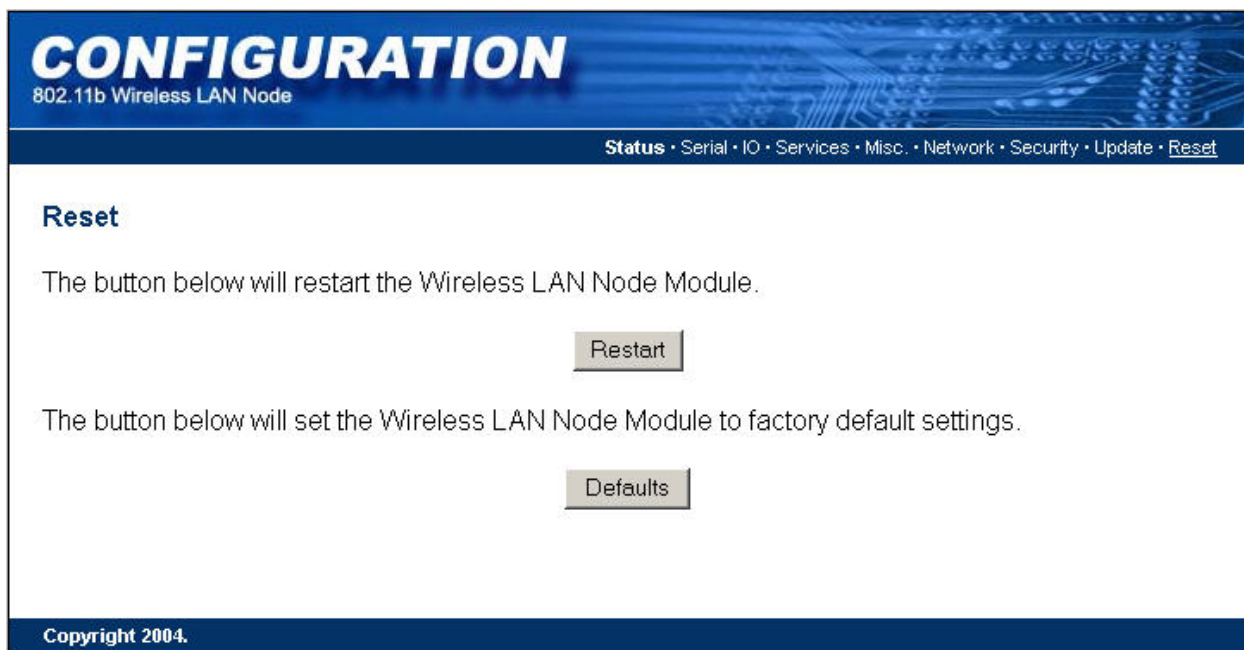 CONFIGURATION
802.11b Wireless LAN Node
Status · Serial · IO · Services · Misc. · Network · Security · Update · Reset
Reset
The button below will restart the Wireless LAN Node Module.
Restart
The button below will set the Wireless LAN Node Module to factory default settings.
Defaults
Copyright 2004.